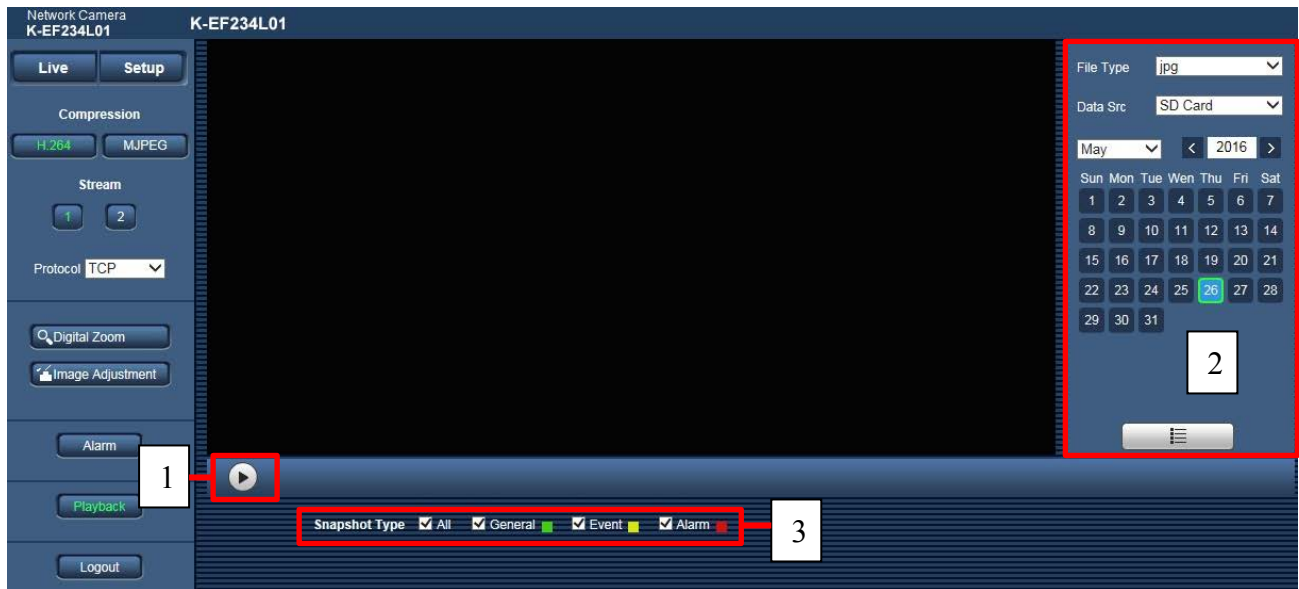 Network Camera
K-EF234L01
K-EF234L01
Live Setup
Compression
H.264 MJPEG
Stream
1 2
Protocol TCP
Digital Zoom
Image Adjustment
Alarm
Playback
Logout
1
Snapshot Type All General Event Alarm
3
File Type jpg
Data Src SD Card
May < 2016 >
Sun Mon Tue Wen Thu Fri Sat
1 2 3 4 5 6 7
8 9 10 11 12 13 14
15 16 17 18 19 20 21
22 23 24 25 26 27 28
29 30 31
2